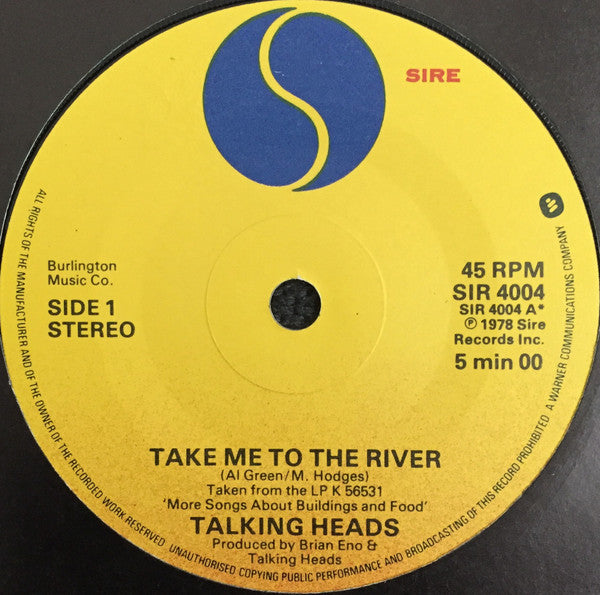 SIRE
Burlington
Music Co.
SIDE 1
STEREO
45 RPM
SIR 4004
SIR 4004 A*
Ⓟ 1978 Sire
Records Inc.
5 min 00
TAKE ME TO THE RIVER
(Al Green/M. Hodges)
Taken from the LP K 56531
'More Songs About Buildings and Food'
TALKING HEADS
Produced by Brian Eno &
Talking Heads
ALL RIGHTS OF THE MANUFACTURER AND OF THE OWNER OF THE RECORDED WORK RESERVED. UNAUTHORISED COPYING PUBLIC PERFORMANCE AND BROADCASTING OF THIS RECORD PROHIBITED A WARNER COMMUNICATIONS COMPANY